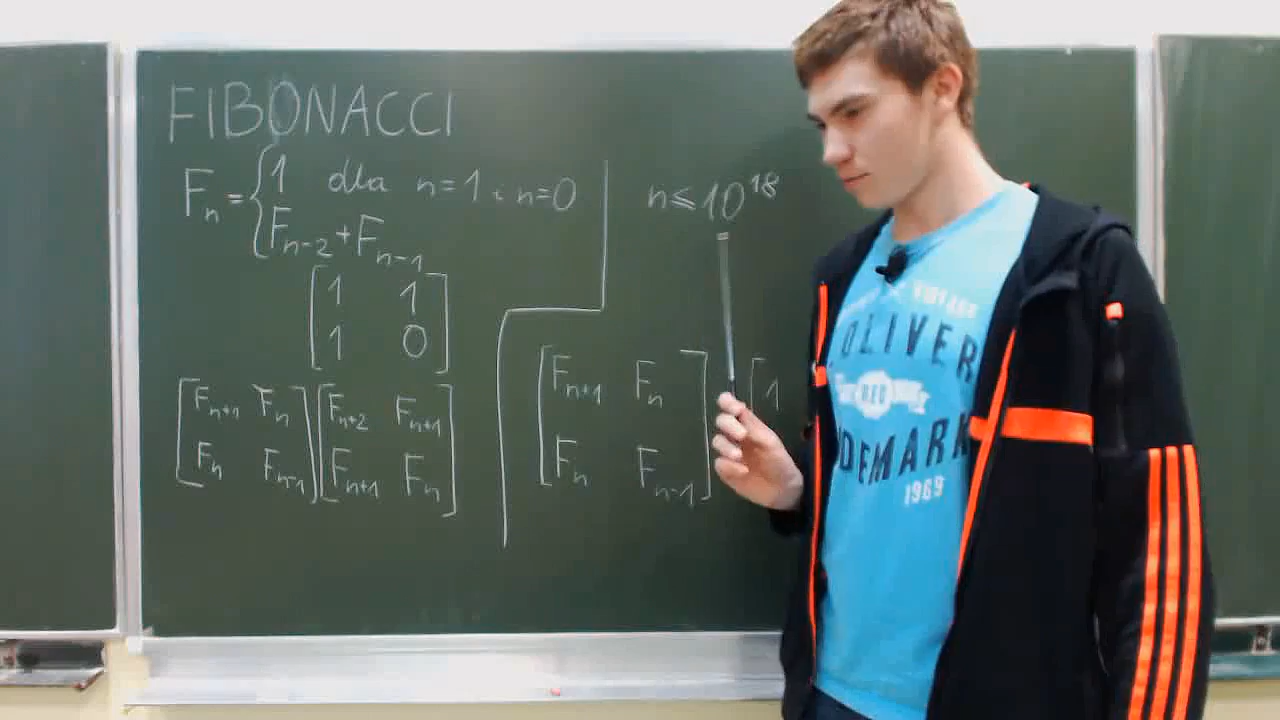 FIBONACCI
Fn = { 1 dla n=1 i n=0
Fn-2 + Fn-1
[ 1 1
1 0 ]
[ Fn+1 Fn
Fn Fn-1 ] [ Fn+2 Fn+1
Fn+1 Fn ]
n ≤ 10^18
[ Fn+1 Fn
Fn Fn-1 ]
[ 1
OLIVER
DEMARK
1969